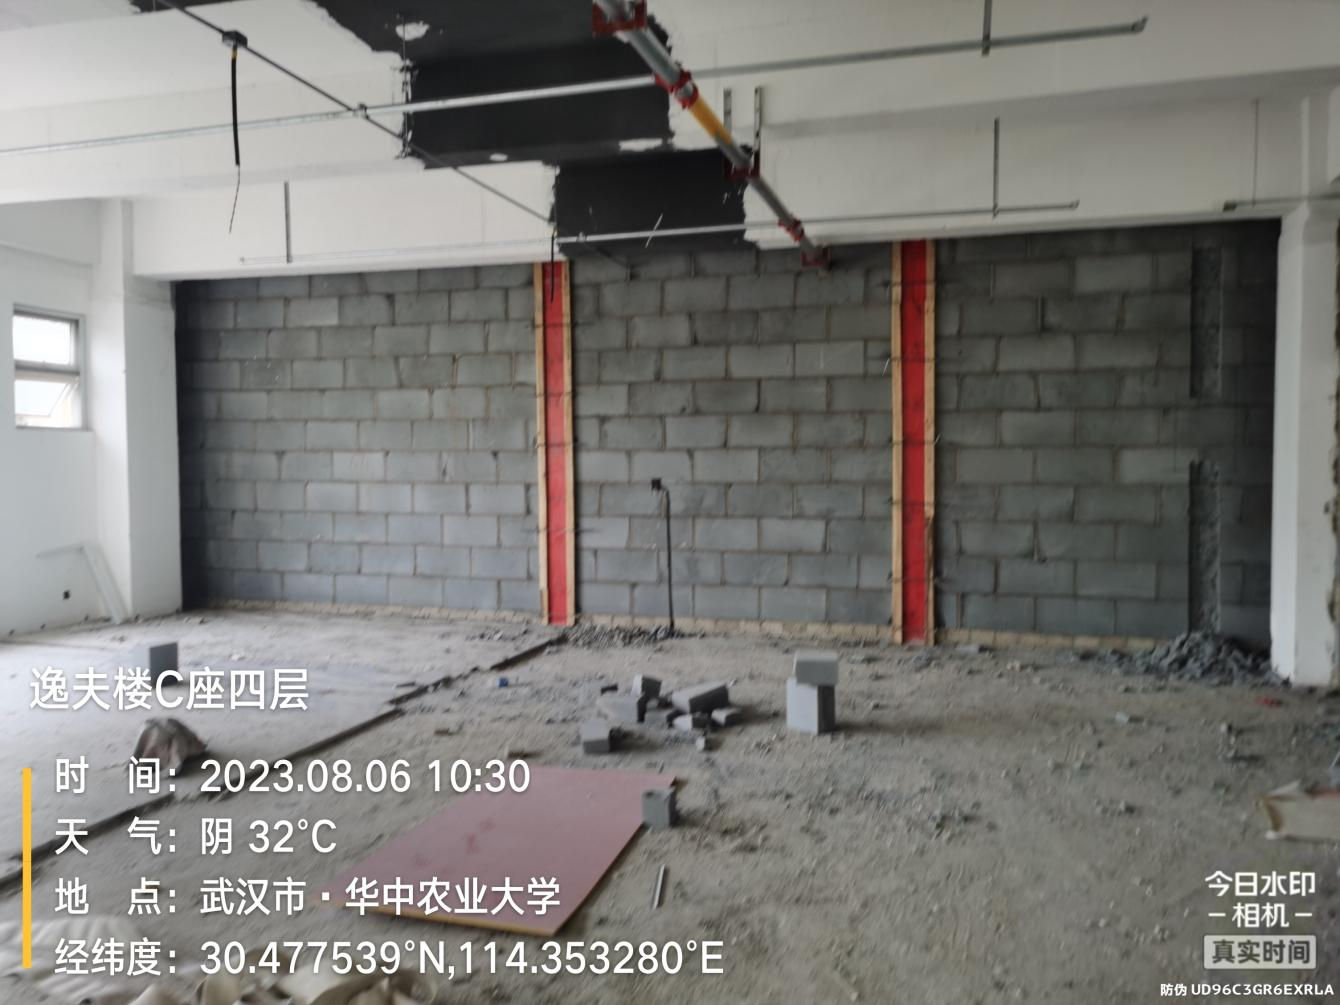 逸夫楼C座四层
时 间：2023.08.06 10:30
天 气：阴 32°C
地 点：武汉市·华中农业大学
经纬度：30.477539°N,114.353280°E
今日水印
-相机-
真实时间
防伪 UD96C3GR6EXRLA